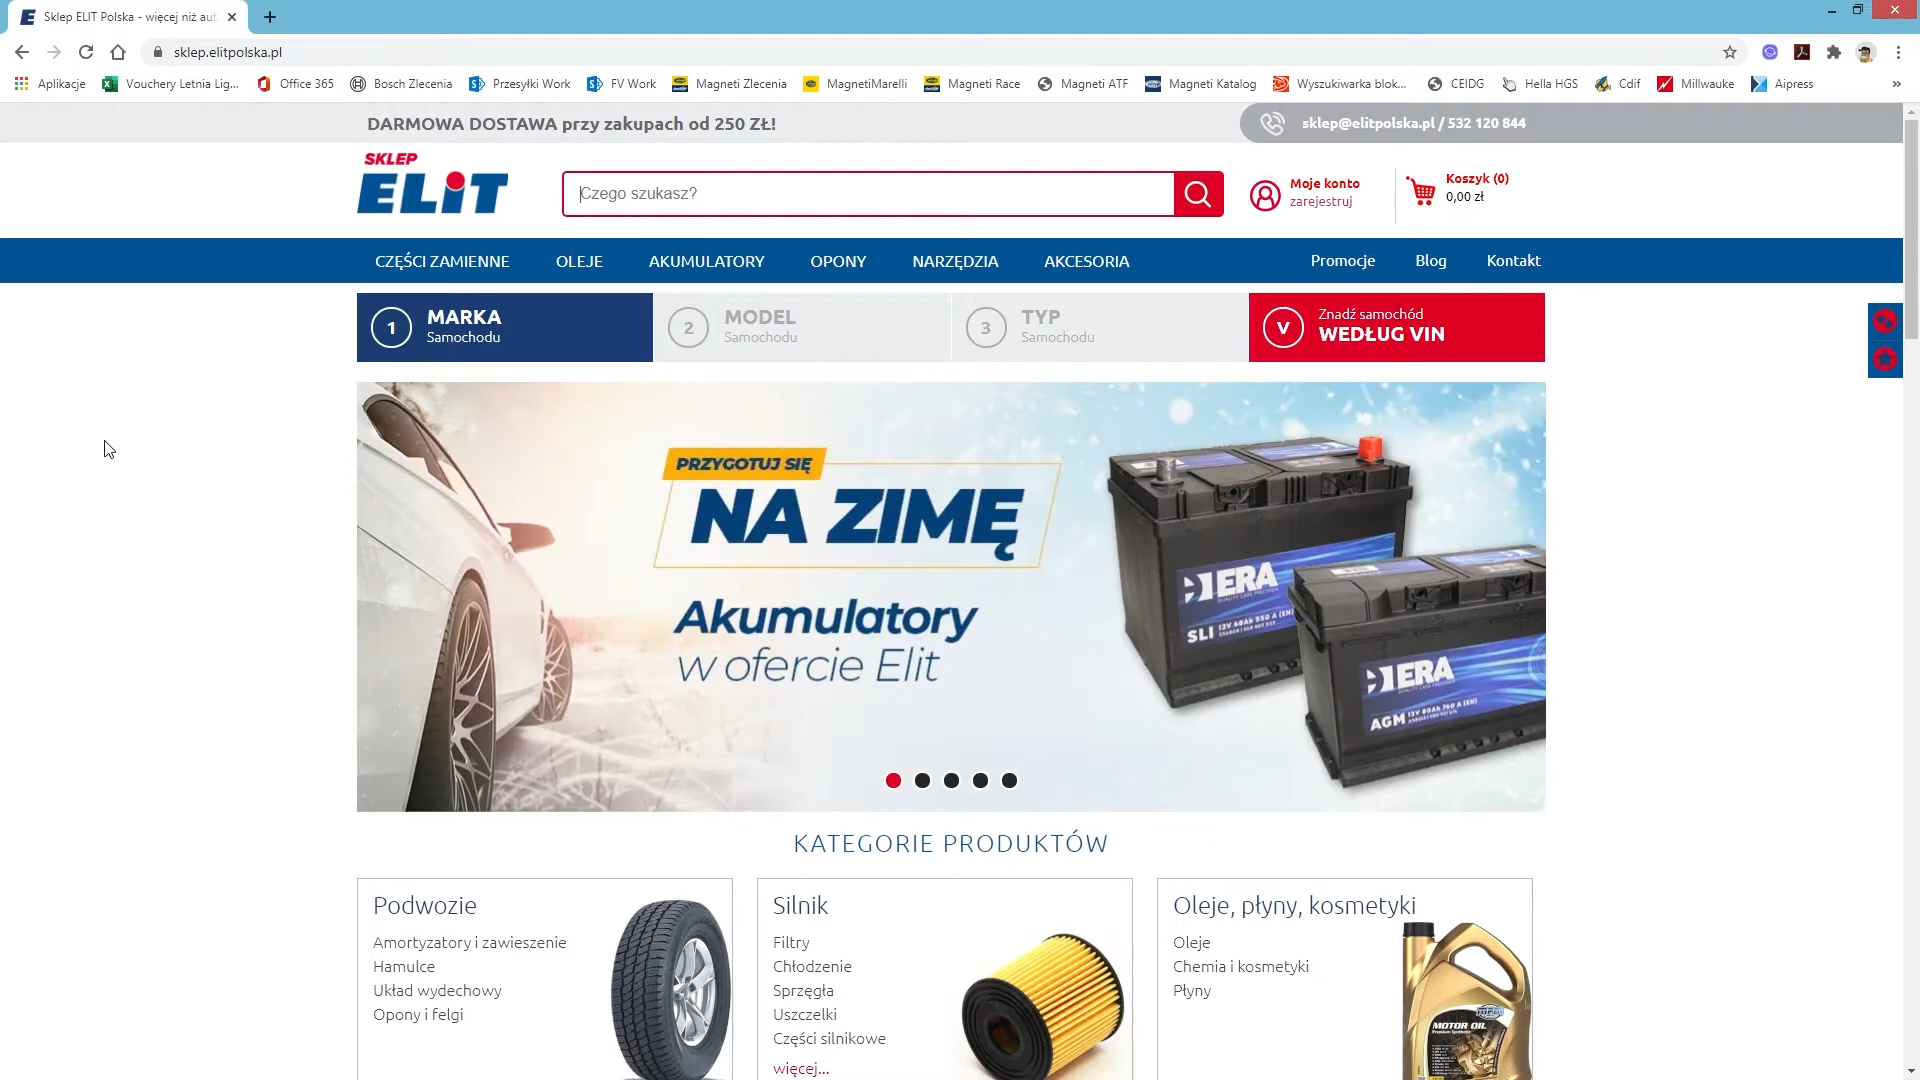 Sklep ELIT Polska - więcej niż aut
sklep.elitpolska.pl
Aplikacje
Vouchery Letnia Lig...
Office 365
Bosch Zlecenia
Przesyłki Work
FV Work
Magneti Zlecenia
MagnetiMarelli
Magneti Race
Magneti ATF
Magneti Katalog
Wyszukiwarka blok...
CEIDG
Hella HGS
Cdif
Millwauke
Aipress
DARMOWA DOSTAWA przy zakupach od 250 ZŁ!
sklep@elitpolska.pl / 532 120 844
SKLEP
ELIT
Czego szukasz?
Moje konto
zarejestruj
Koszyk (0)
0,00 zł
CZĘŚCI ZAMIENNE
OLEJE
AKUMULATORY
OPONY
NARZĘDZIA
AKCESORIA
Promocje
Blog
Kontakt
1
MARKA
Samochodu
2
MODEL
Samochodu
3
TYP
Samochodu
V
Znadź samochód
WEDŁUG VIN
PRZYGOTUJ SIĘ
NA ZIMĘ
Akumulatory
w ofercie Elit
ERA
SLI 12V 68Ah 550 A (EN)
ERA
AGM 12V 80Ah 760 A (EN)
KATEGORIE PRODUKTÓW
Podwozie
Amortyzatory i zawieszenie
Hamulce
Układ wydechowy
Opony i felgi
Silnik
Filtry
Chłodzenie
Sprzęgła
Uszczelki
Części silnikowe
więcej...
Oleje, płyny, kosmetyki
Oleje
Chemia i kosmetyki
Płyny
MOTOR OIL